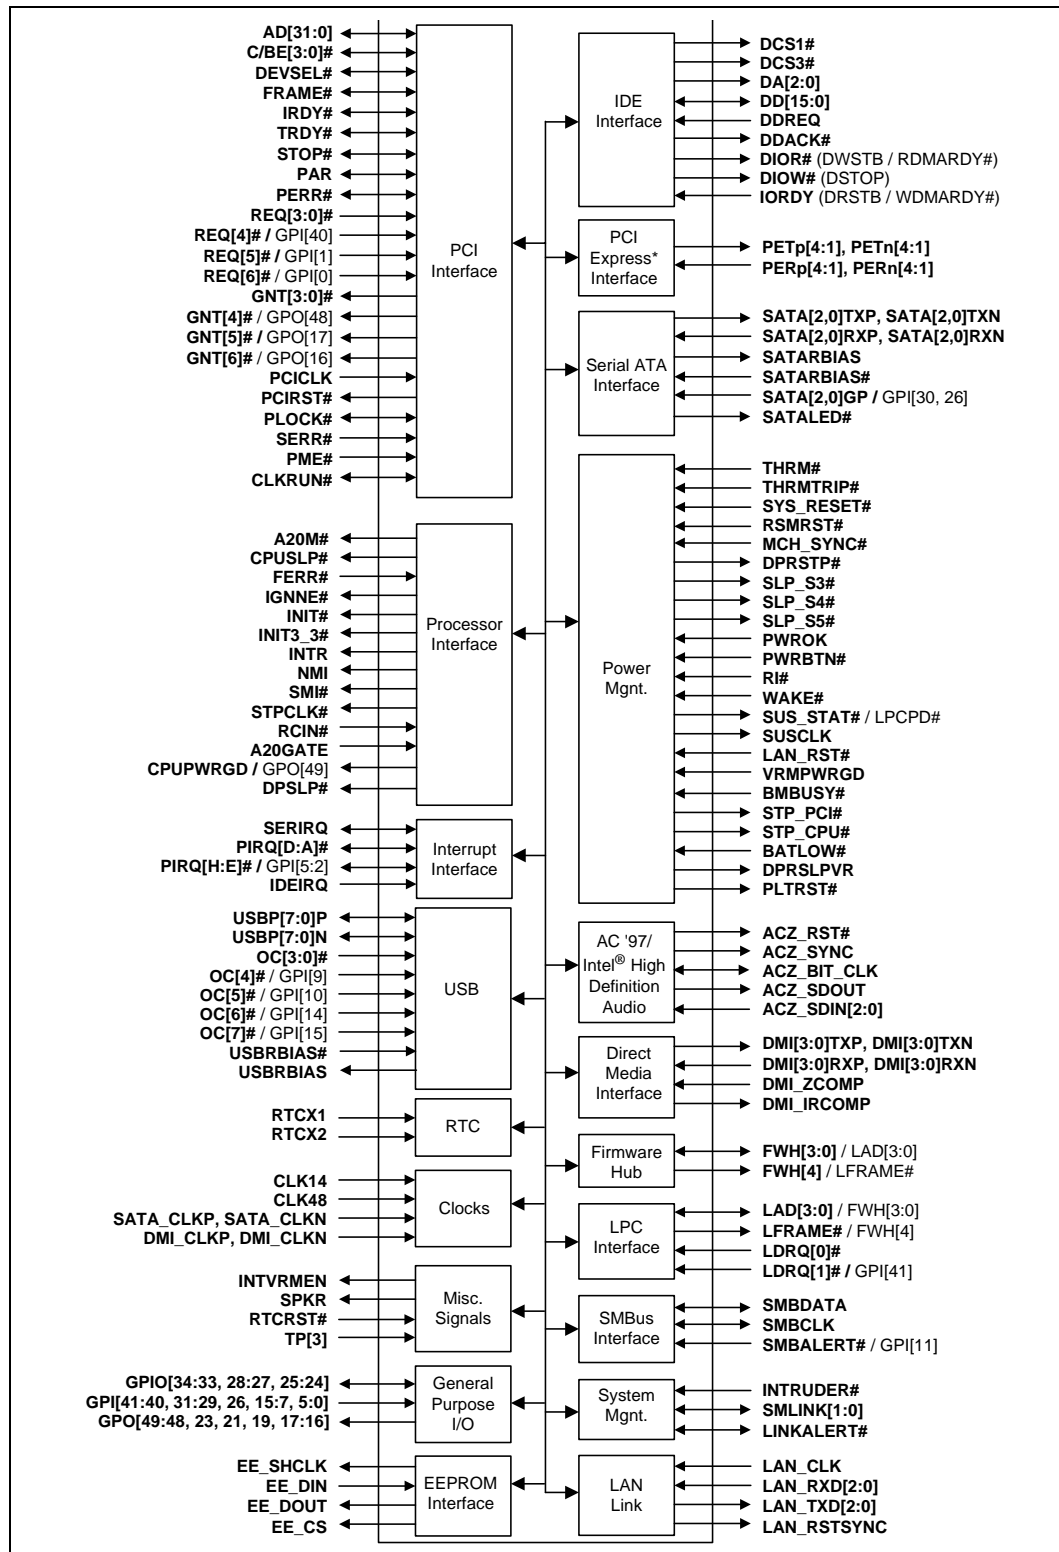 AD[31:0]
C/BE[3:0]#
DEVSEL#
FRAME#
IRDY#
TRDY#
STOP#
PAR
PERR#
REQ[3:0]#
REQ[4]# / GPI[40]
REQ[5]# / GPI[1]
REQ[6]# / GPI[0]
GNT[3:0]#
GNT[4]# / GPO[48]
GNT[5]# / GPO[17]
GNT[6]# / GPO[16]
PCICLK
PCIRST#
PLOCK#
SERR#
PME#
CLKRUN#
PCI
Interface
A20M#
CPUSLP#
FERR#
IGNNE#
INIT#
INIT3_3#
INTR
NMI
SMI#
STPCLK#
RCIN#
A20GATE
CPUPWRGD / GPO[49]
DPSLP#
Processor
Interface
SERIRQ
PIRQ[D:A]#
PIRQ[H:E]# / GPI[5:2]
IDEIRQ
Interrupt
Interface
USBP[7:0]P
USBP[7:0]N
OC[3:0]#
OC[4]# / GPI[9]
OC[5]# / GPI[10]
OC[6]# / GPI[14]
OC[7]# / GPI[15]
USBRBIAS#
USBRBIAS
USB
RTCX1
RTCX2
RTC
CLK14
CLK48
SATA_CLKP, SATA_CLKN
DMI_CLKP, DMI_CLKN
Clocks
INTVRMEN
SPKR
RTCRST#
TP[3]
Misc.
Signals
GPIO[34:33, 28:27, 25:24]
GPI[41:40, 31:29, 26, 15:7, 5:0]
GPO[49:48, 23, 21, 19, 17:16]
General
Purpose
I/O
EE_SHCLK
EE_DIN
EE_DOUT
EE_CS
EEPROM
Interface
IDE
Interface
DCS1#
DCS3#
DA[2:0]
DD[15:0]
DDREQ
DDACK#
DIOR# (DWSTB / RDMARDY#)
DIOW# (DSTOP)
IORDY (DRSTB / WDMARDY#)
PCI
Express*
Interface
PETp[4:1], PETn[4:1]
PERp[4:1], PERn[4:1]
Serial ATA
Interface
SATA[2,0]TXP, SATA[2,0]TXN
SATA[2,0]RXP, SATA[2,0]RXN
SATARBIAS
SATARBIAS#
SATA[2,0]GP / GPI[30, 26]
SATALED#
Power
Mgnt.
THRM#
THRMTRIP#
SYS_RESET#
RSMRST#
MCH_SYNC#
DPRSTP#
SLP_S3#
SLP_S4#
SLP_S5#
PWROK
PWRBTN#
RI#
WAKE#
SUS_STAT# / LPCPD#
SUSCLK
LAN_RST#
VRMPWRGD
BMBUSY#
STP_PCI#
STP_CPU#
BATLOW#
DPRSLPVR
PLTRST#
AC '97/
Intel® High
Definition
Audio
ACZ_RST#
ACZ_SYNC
ACZ_BIT_CLK
ACZ_SDOUT
ACZ_SDIN[2:0]
Direct
Media
Interface
DMI[3:0]TXP, DMI[3:0]TXN
DMI[3:0]RXP, DMI[3:0]RXN
DMI_ZCOMP
DMI_IRCOMP
Firmware
Hub
FWH[3:0] / LAD[3:0]
FWH[4] / LFRAME#
LPC
Interface
LAD[3:0] / FWH[3:0]
LFRAME# / FWH[4]
LDRQ[0]#
LDRQ[1]# / GPI[41]
SMBus
Interface
SMBDATA
SMBCLK
SMBALERT# / GPI[11]
System
Mgnt.
INTRUDER#
SMLINK[1:0]
LINKALERT#
LAN
Link
LAN_CLK
LAN_RXD[2:0]
LAN_TXD[2:0]
LAN_RSTSYNC